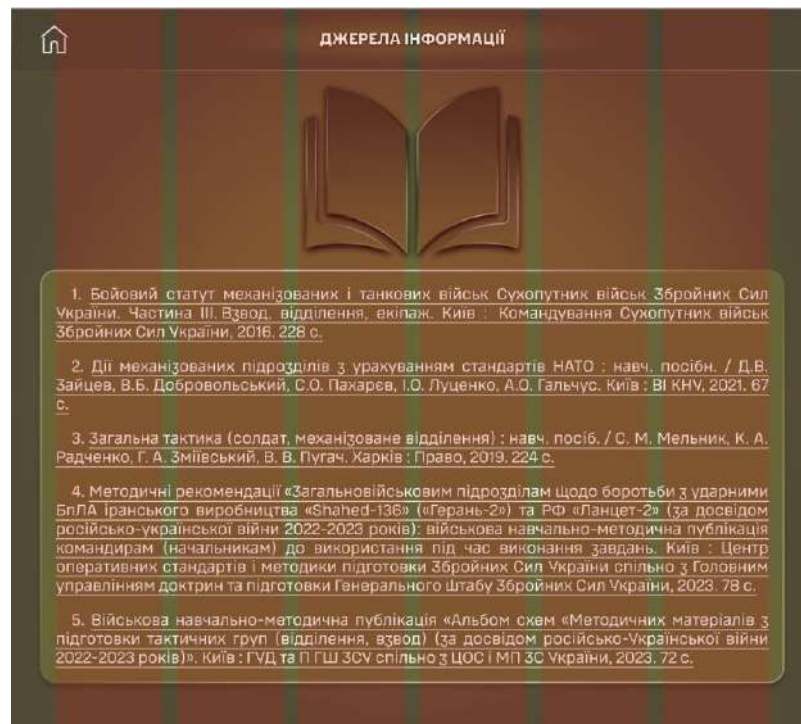 ДЖЕРЕЛА ІНФОРМАЦІЇ
1. Бойовий статут механізованих і танкових військ Сухопутних військ Збройних Сил
України. Частина III. Взвод, відділення, екіпаж. Київ : Командування Сухопутних військ
Збройних Сил України, 2016. 228 с.
2. Дії механізованих підрозділів з урахуванням стандартів НАТО : навч. посібн. / Д.В.
Зайцев, В.Б. Добровольський, С.О. Пахарєв, І.О. Луценко, А.О. Гальчус. Київ : ВІ КНУ, 2021. 67
с.
3. Загальна тактика (солдат, механізоване відділення) : навч. посіб. / С. М. Мельник, К. А.
Радченко, Г. А. Зміївський, В. В. Пугач. Харків : Право, 2019. 224 с.
4. Методичні рекомендації «Загальновійськовим підрозділам щодо боротьби з ударними
БпЛА іранського виробництва «Shahed-136» («Герань-2») та РФ «Ланцет-2» (за досвідом
російсько-української війни 2022-2023 років): військова навчально-методична публікація
командирам (начальникам) до використання під час виконання завдань. Київ : Центр
оперативних стандартів і методики підготовки Збройних Сил України спільно з Головним
управлінням доктрин та підготовки Генерального Штабу Збройних Сил України, 2023. 78 с.
5. Військова навчально-методична публікація «Альбом схем «Методичних матеріалів з
підготовки тактичних груп (відділення, взвод) (за досвідом російсько-Української війни
2022-2023 років)». Київ : ГУД та П ГШ ЗСУ спільно з ЦОС і МП ЗС України, 2023. 72 с.